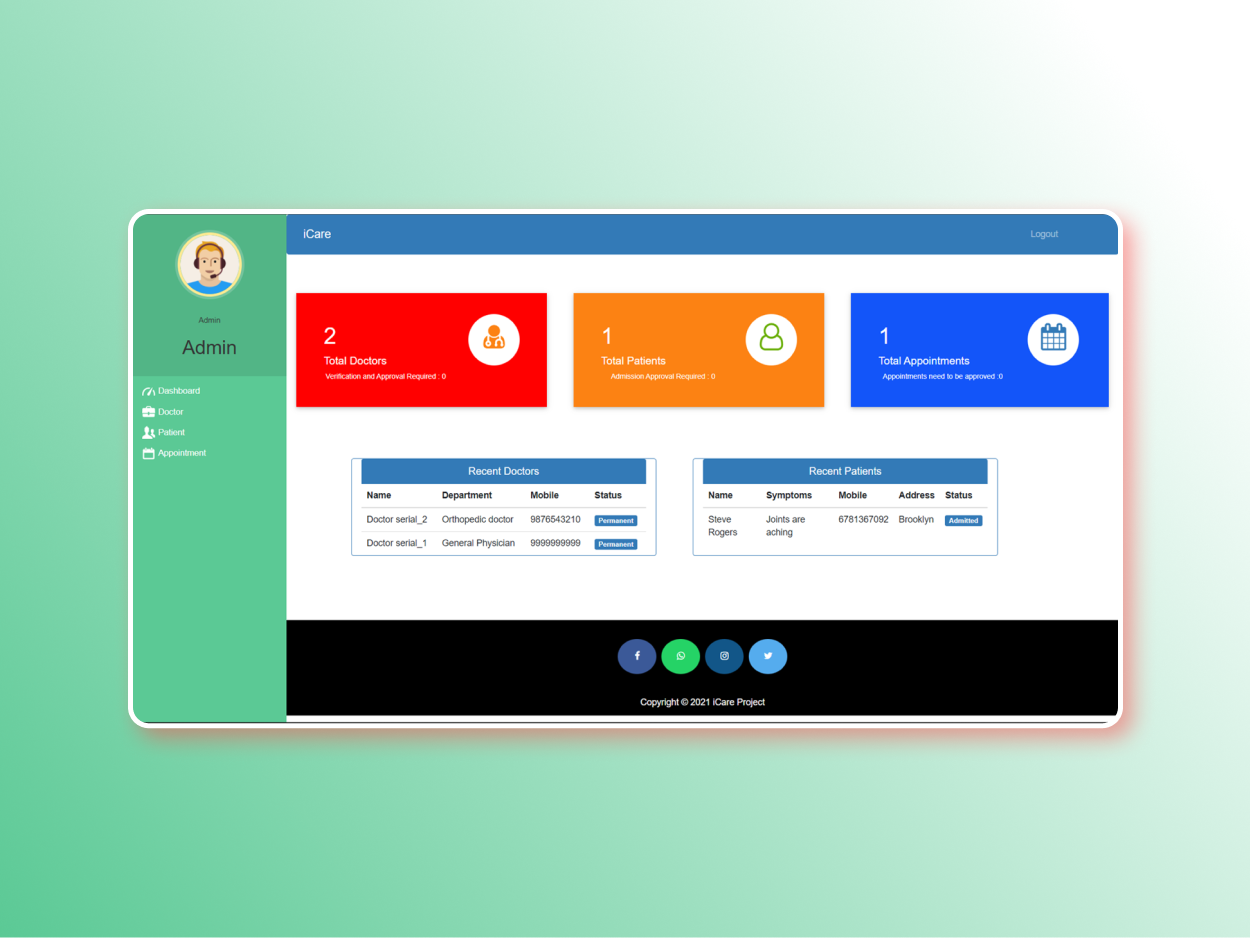 iCare
Logout
Admin
Admin
Dashboard
Doctor
Patient
Appointment
2
Total Doctors
Verification and Approval Required : 0
1
Total Patients
Admission Approval Required : 0
1
Total Appointments
Appointments need to be approved :0
Recent Doctors
Name Department Mobile Status
Doctor serial_2 Orthopedic doctor 9876543210 Permanent
Doctor serial_1 General Physician 9999999999 Permanent
Recent Patients
Name Symptoms Mobile Address Status
Steve Joints are 6781367092 Brooklyn Admitted
Rogers aching
Copyright © 2021 iCare Project